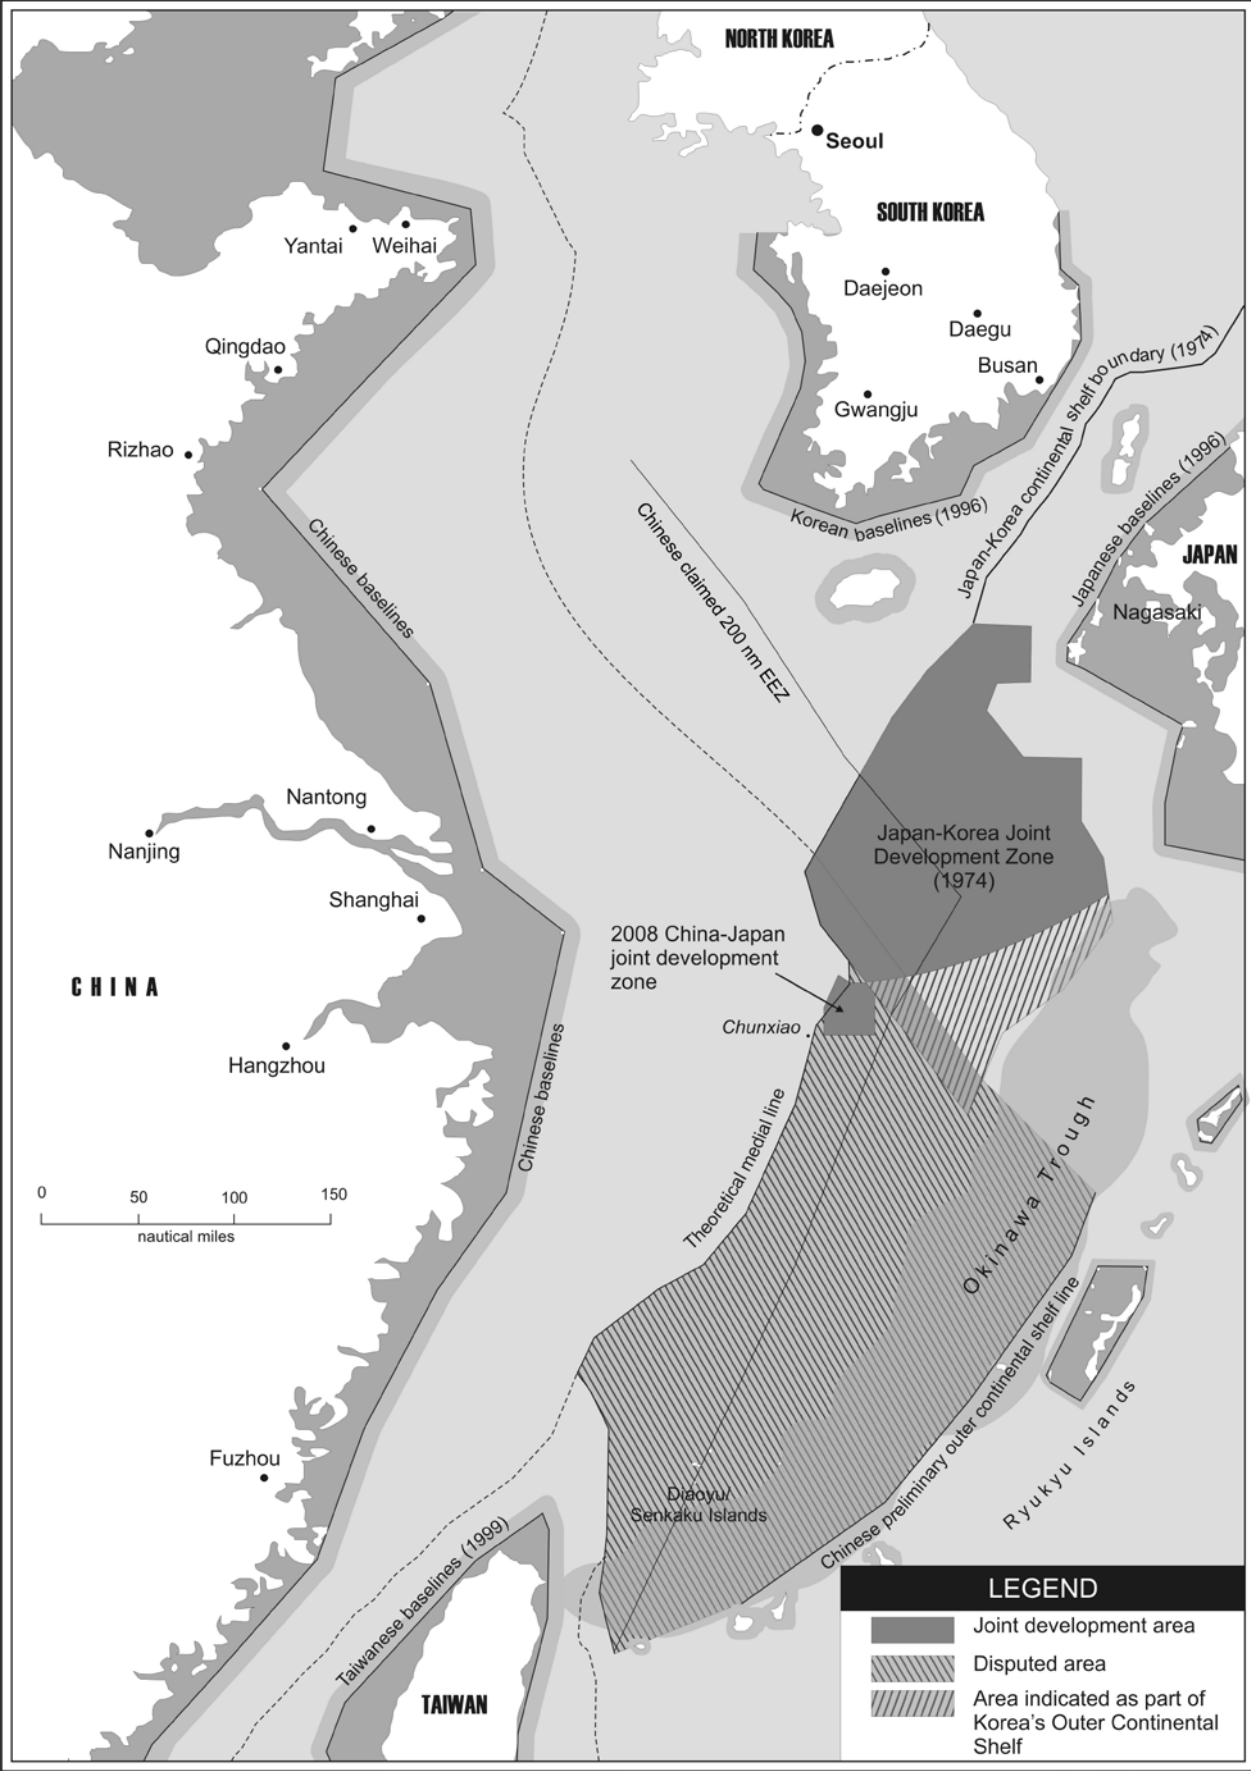 NORTH KOREA
Seoul
SOUTH KOREA
Yantai
Weihai
Daejeon
Daegu
Qingdao
Busan
Gwangju
Rizhao
Japan-Korea continental shelf boundary (1974)
Japanese baselines (1996)
Korean baselines (1996)
Chinese claimed 200 nm EEZ
Chinese baselines
JAPAN
Nagasaki
Nantong
Nanjing
Japan-Korea Joint
Development Zone
(1974)
Shanghai
2008 China-Japan
joint development
zone
CHINA
Chunxiao
Hangzhou
Chinese baselines
Theoretical medial line
Okinawa Trough
0 50 100 150
nautical miles
Chinese preliminary outer continental shelf line
Ryukyu Islands
Fuzhou
Diaoyu/
Senkaku Islands
Taiwanese baselines (1999)
TAIWAN
LEGEND
Joint development area
Disputed area
Area indicated as part of
Korea's Outer Continental
Shelf